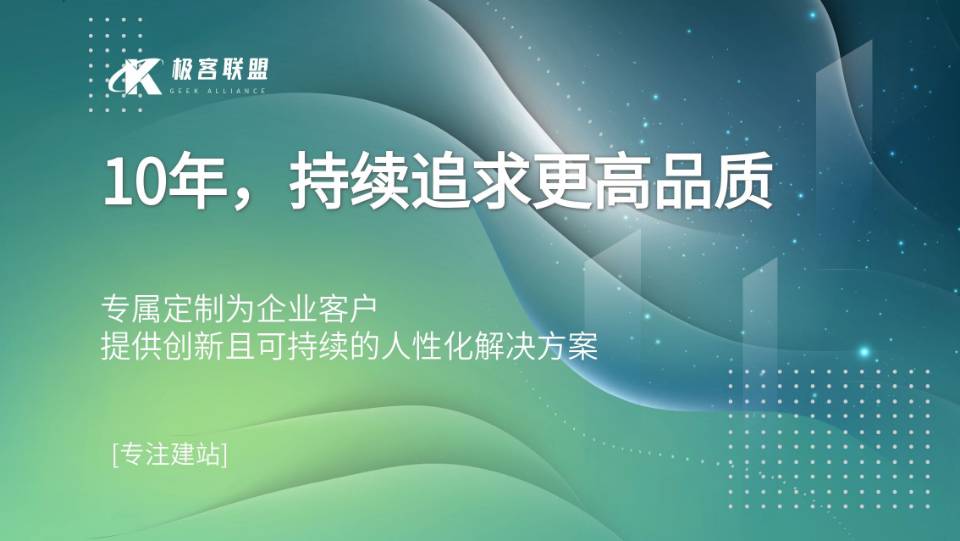 极客联盟
GEEK ALLIANCE
10年，持续追求更高品质
专属定制为企业客户
提供创新且可持续的人性化解决方案
[专注建站]